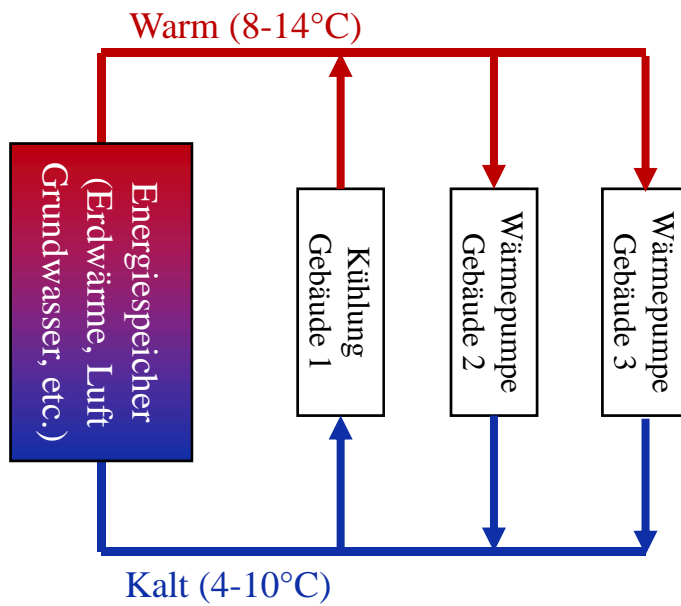 Warm (8-14°C)
Energiespeicher
(Erdwärme, Luft
Grundwasser, etc.)
Kühlung
Gebäude 1
Wärmepumpe
Gebäude 2
Wärmepumpe
Gebäude 3
Kalt (4-10°C)